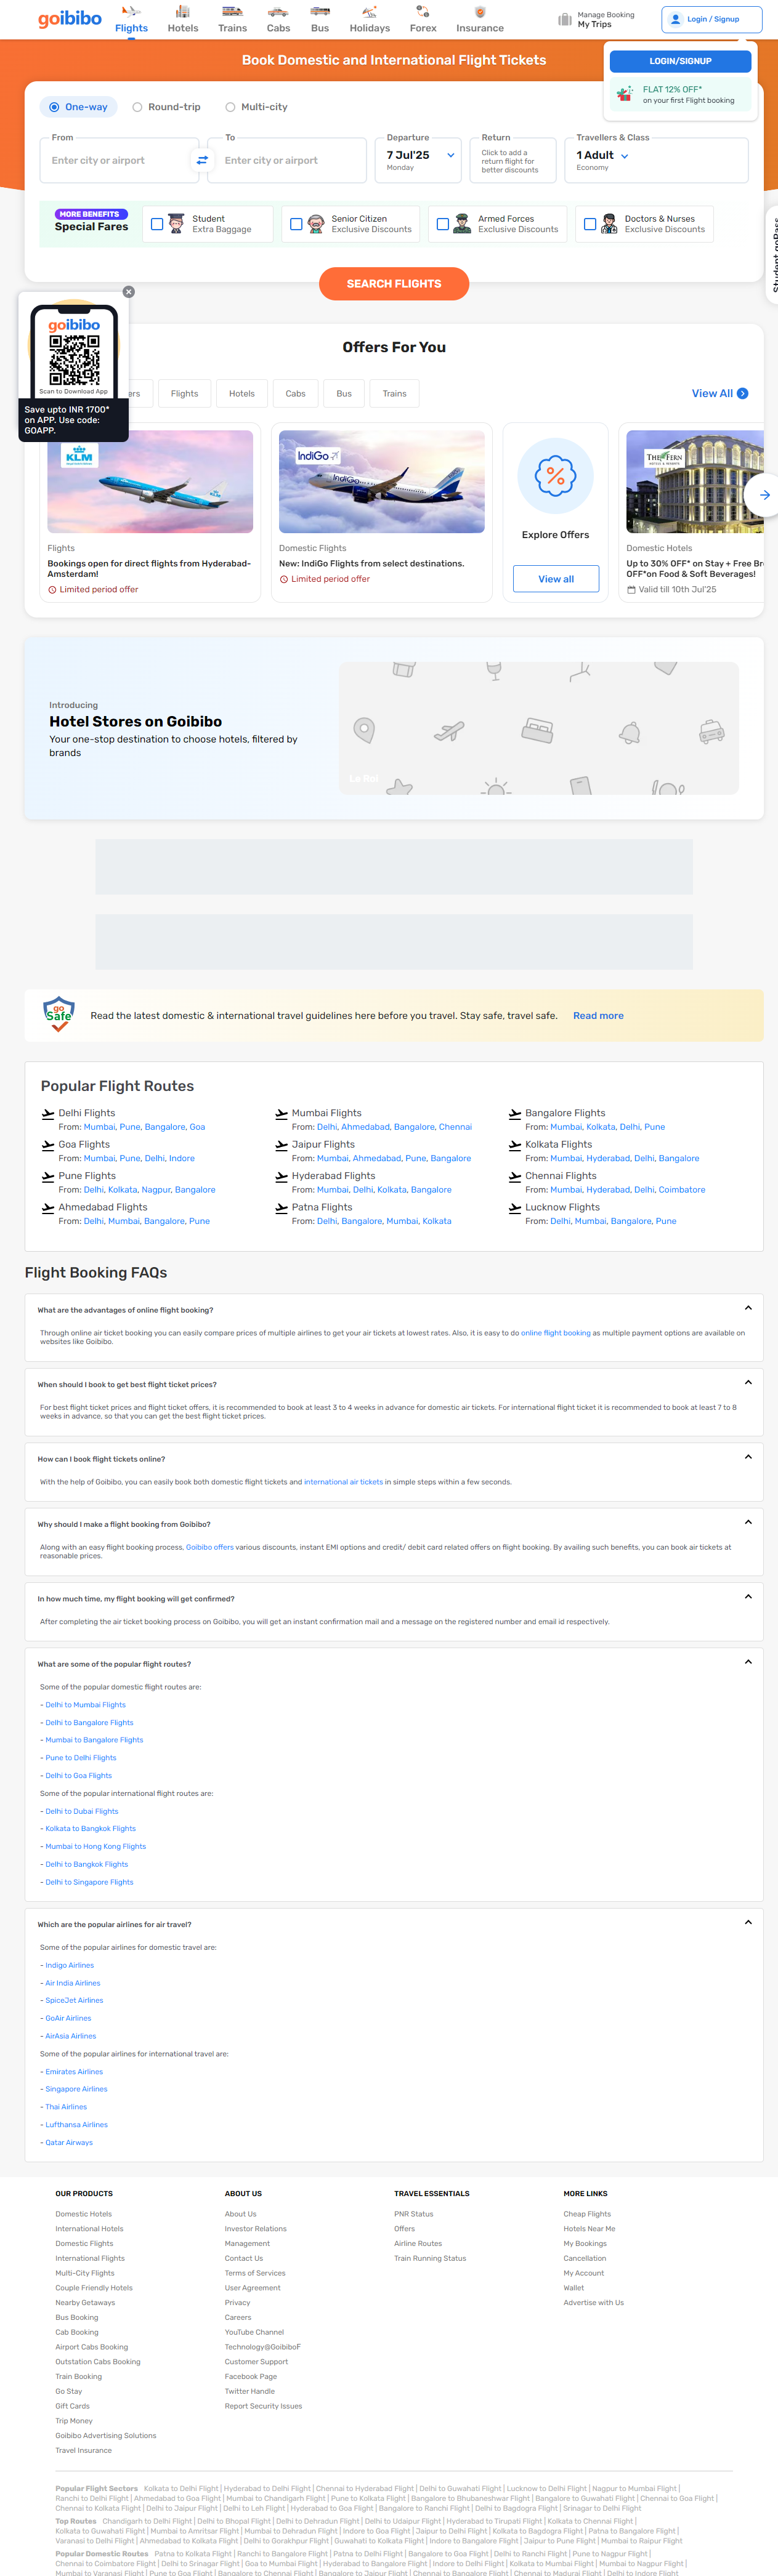 goibibo
Flights
Hotels
Trains
Cabs
Bus
Holidays
Forex
Insurance
Manage Booking
My Trips
Login / Signup
LOGIN/SIGNUP
FLAT 12% OFF*
on your first Flight booking
Book Domestic and International Flight Tickets
One-way
Round-trip
Multi-city
From
Enter city or airport
To
Enter city or airport
Departure
7 Jul'25
Monday
Return
Click to add a
return flight for
better discounts
Travellers & Class
1 Adult
Economy
MORE BENEFITS
Special Fares
Student
Extra Baggage
Senior Citizen
Exclusive Discounts
Armed Forces
Exclusive Discounts
Doctors & Nurses
Exclusive Discounts
Student goPass
SEARCH FLIGHTS
goibibo
Scan to Download App
Save upto INR 1700*
on APP. Use code:
GOAPP.
Offers For You
ers
Flights
Hotels
Cabs
Bus
Trains
View All
KLM
Flights
Bookings open for direct flights from Hyderabad-
Amsterdam!
Limited period offer
IndiGo
IndiGo
Domestic Flights
New: IndiGo Flights from select destinations.
Limited period offer
Explore Offers
View all
THE FERN
Domestic Hotels
Up to 30% OFF* on Stay + Free Br
OFF*on Food & Soft Beverages!
Valid till 10th Jul'25
Introducing
Hotel Stores on Goibibo
Your one-stop destination to choose hotels, filtered by
brands
Le Roi
go
Safe
Read the latest domestic & international travel guidelines here before you travel. Stay safe, travel safe. Read more
Popular Flight Routes
Delhi Flights
From: Mumbai, Pune, Bangalore, Goa
Mumbai Flights
From: Delhi, Ahmedabad, Bangalore, Chennai
Bangalore Flights
From: Mumbai, Kolkata, Delhi, Pune
Goa Flights
From: Mumbai, Pune, Delhi, Indore
Jaipur Flights
From: Mumbai, Ahmedabad, Pune, Bangalore
Kolkata Flights
From: Mumbai, Hyderabad, Delhi, Bangalore
Pune Flights
From: Delhi, Kolkata, Nagpur, Bangalore
Hyderabad Flights
From: Mumbai, Delhi, Kolkata, Bangalore
Chennai Flights
From: Mumbai, Hyderabad, Delhi, Coimbatore
Ahmedabad Flights
From: Delhi, Mumbai, Bangalore, Pune
Patna Flights
From: Delhi, Bangalore, Mumbai, Kolkata
Lucknow Flights
From: Delhi, Mumbai, Bangalore, Pune
Flight Booking FAQs
What are the advantages of online flight booking?
Through online air ticket booking you can easily compare prices of multiple airlines to get your air tickets at lowest rates. Also, it is easy to do online flight booking as multiple payment options are available on
websites like Goibibo.
When should I book to get best flight ticket prices?
For best flight ticket prices and flight ticket offers, it is recommended to book at least 3 to 4 weeks in advance for domestic air tickets. For international flight ticket it is recommended to book at least 7 to 8
weeks in advance, so that you can get the best flight ticket prices.
How can I book flight tickets online?
With the help of Goibibo, you can easily book both domestic flight tickets and international air tickets in simple steps within a few seconds.
Why should I make a flight booking from Goibibo?
Along with an easy flight booking process, Goibibo offers various discounts, instant EMI options and credit/ debit card related offers on flight booking. By availing such benefits, you can book air tickets at
reasonable prices.
In how much time, my flight booking will get confirmed?
After completing the air ticket booking process on Goibibo, you will get an instant confirmation mail and a message on the registered number and email id respectively.
What are some of the popular flight routes?
Some of the popular domestic flight routes are:
- Delhi to Mumbai Flights
- Delhi to Bangalore Flights
- Mumbai to Bangalore Flights
- Pune to Delhi Flights
- Delhi to Goa Flights
Some of the popular international flight routes are:
- Delhi to Dubai Flights
- Kolkata to Bangkok Flights
- Mumbai to Hong Kong Flights
- Delhi to Bangkok Flights
- Delhi to Singapore Flights
Which are the popular airlines for air travel?
Some of the popular airlines for domestic travel are:
- Indigo Airlines
- Air India Airlines
- SpiceJet Airlines
- GoAir Airlines
- AirAsia Airlines
Some of the popular airlines for international travel are:
- Emirates Airlines
- Singapore Airlines
- Thai Airlines
- Lufthansa Airlines
- Qatar Airways
OUR PRODUCTS
Domestic Hotels
International Hotels
Domestic Flights
International Flights
Multi-City Flights
Couple Friendly Hotels
Nearby Getaways
Bus Booking
Cab Booking
Airport Cabs Booking
Outstation Cabs Booking
Train Booking
Go Stay
Gift Cards
Trip Money
Goibibo Advertising Solutions
Travel Insurance
ABOUT US
About Us
Investor Relations
Management
Contact Us
Terms of Services
User Agreement
Privacy
Careers
YouTube Channel
Technology@GoibiboF
Customer Support
Facebook Page
Twitter Handle
Report Security Issues
TRAVEL ESSENTIALS
PNR Status
Offers
Airline Routes
Train Running Status
MORE LINKS
Cheap Flights
Hotels Near Me
My Bookings
Cancellation
My Account
Wallet
Advertise with Us
Popular Flight Sectors Kolkata to Delhi Flight | Hyderabad to Delhi Flight | Chennai to Hyderabad Flight | Delhi to Guwahati Flight | Lucknow to Delhi Flight | Nagpur to Mumbai Flight |
Ranchi to Delhi Flight | Ahmedabad to Goa Flight | Mumbai to Chandigarh Flight | Pune to Kolkata Flight | Bangalore to Bhubaneshwar Flight | Bangalore to Guwahati Flight | Chennai to Goa Flight |
Chennai to Kolkata Flight | Delhi to Jaipur Flight | Delhi to Leh Flight | Hyderabad to Goa Flight | Bangalore to Ranchi Flight | Delhi to Bagdogra Flight | Srinagar to Delhi Flight
Top Routes Chandigarh to Delhi Flight | Delhi to Bhopal Flight | Delhi to Dehradun Flight | Delhi to Udaipur Flight | Hyderabad to Tirupati Flight | Kolkata to Chennai Flight |
Kolkata to Guwahati Flight | Mumbai to Amritsar Flight | Mumbai to Dehradun Flight | Indore to Goa Flight | Jaipur to Delhi Flight | Kolkata to Bagdogra Flight | Patna to Bangalore Flight |
Varanasi to Delhi Flight | Ahmedabad to Kolkata Flight | Delhi to Gorakhpur Flight | Guwahati to Kolkata Flight | Indore to Bangalore Flight | Jaipur to Pune Flight | Mumbai to Raipur Flight
Popular Domestic Routes Patna to Kolkata Flight | Ranchi to Bangalore Flight | Patna to Delhi Flight | Bangalore to Goa Flight | Delhi to Ranchi Flight | Pune to Nagpur Flight |
Chennai to Coimbatore Flight | Delhi to Srinagar Flight | Goa to Mumbai Flight | Hyderabad to Bangalore Flight | Indore to Delhi Flight | Kolkata to Mumbai Flight | Mumbai to Nagpur Flight |
Mumbai to Varanasi Flight | Pune to Goa Flight | Bangalore to Chennai Flight | Bangalore to Jaipur Flight | Chennai to Bangalore Flight | Chennai to Madurai Flight | Delhi to Indore Flight